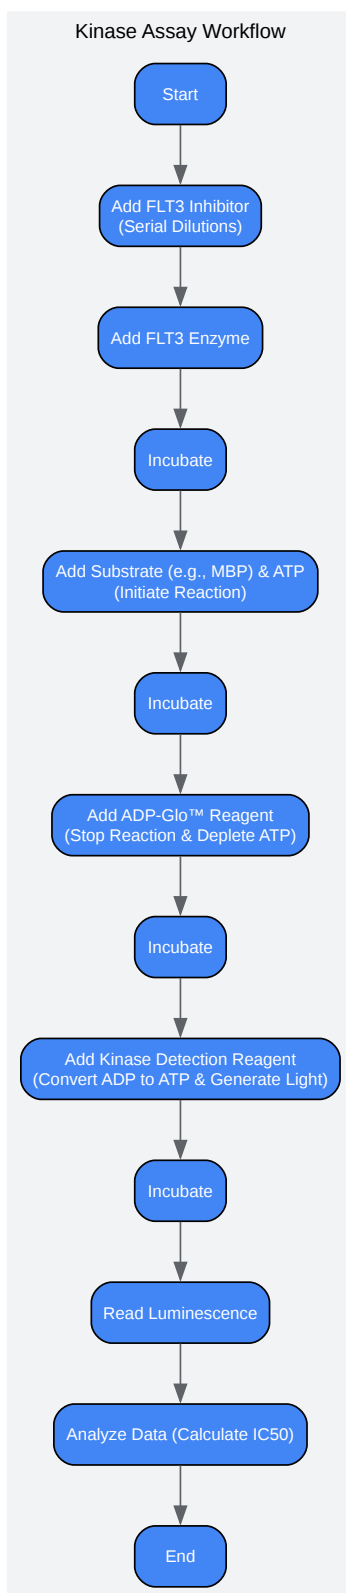 Kinase Assay Workflow
Start
Add FLT3 Inhibitor
(Serial Dilutions)
Add FLT3 Enzyme
Incubate
Add Substrate (e.g., MBP) & ATP
(Initiate Reaction)
Incubate
Add ADP-Glo™ Reagent
(Stop Reaction & Deplete ATP)
Incubate
Add Kinase Detection Reagent
(Convert ADP to ATP & Generate Light)
Incubate
Read Luminescence
Analyze Data (Calculate IC50)
End